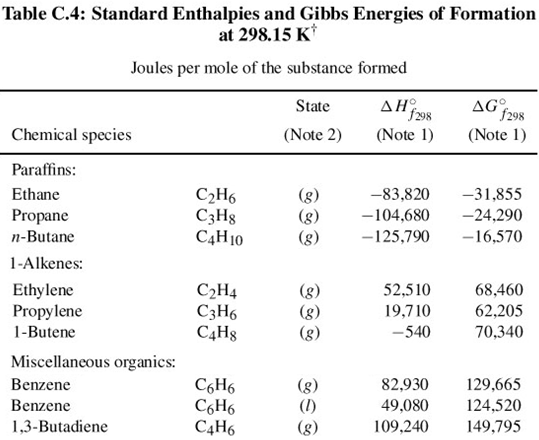 Table C.4: Standard Enthalpies and Gibbs Energies of Formation
at 298.15 K†
Joules per mole of the substance formed
State ΔH°f298 ΔG°f298
Chemical species (Note 2) (Note 1) (Note 1)
Paraffins:
Ethane C2H6 (g) −83,820 −31,855
Propane C3H8 (g) −104,680 −24,290
n-Butane C4H10 (g) −125,790 −16,570
1-Alkenes:
Ethylene C2H4 (g) 52,510 68,460
Propylene C3H6 (g) 19,710 62,205
1-Butene C4H8 (g) −540 70,340
Miscellaneous organics:
Benzene C6H6 (g) 82,930 129,665
Benzene C6H6 (l) 49,080 124,520
1,3-Butadiene C4H6 (g) 109,240 149,795